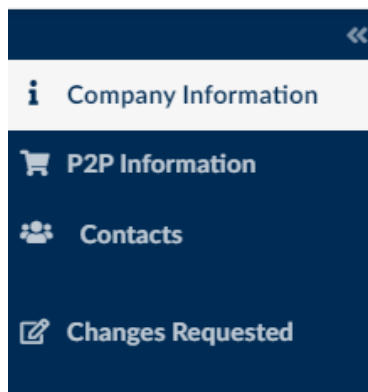 Company Information
P2P Information
Contacts
Changes Requested